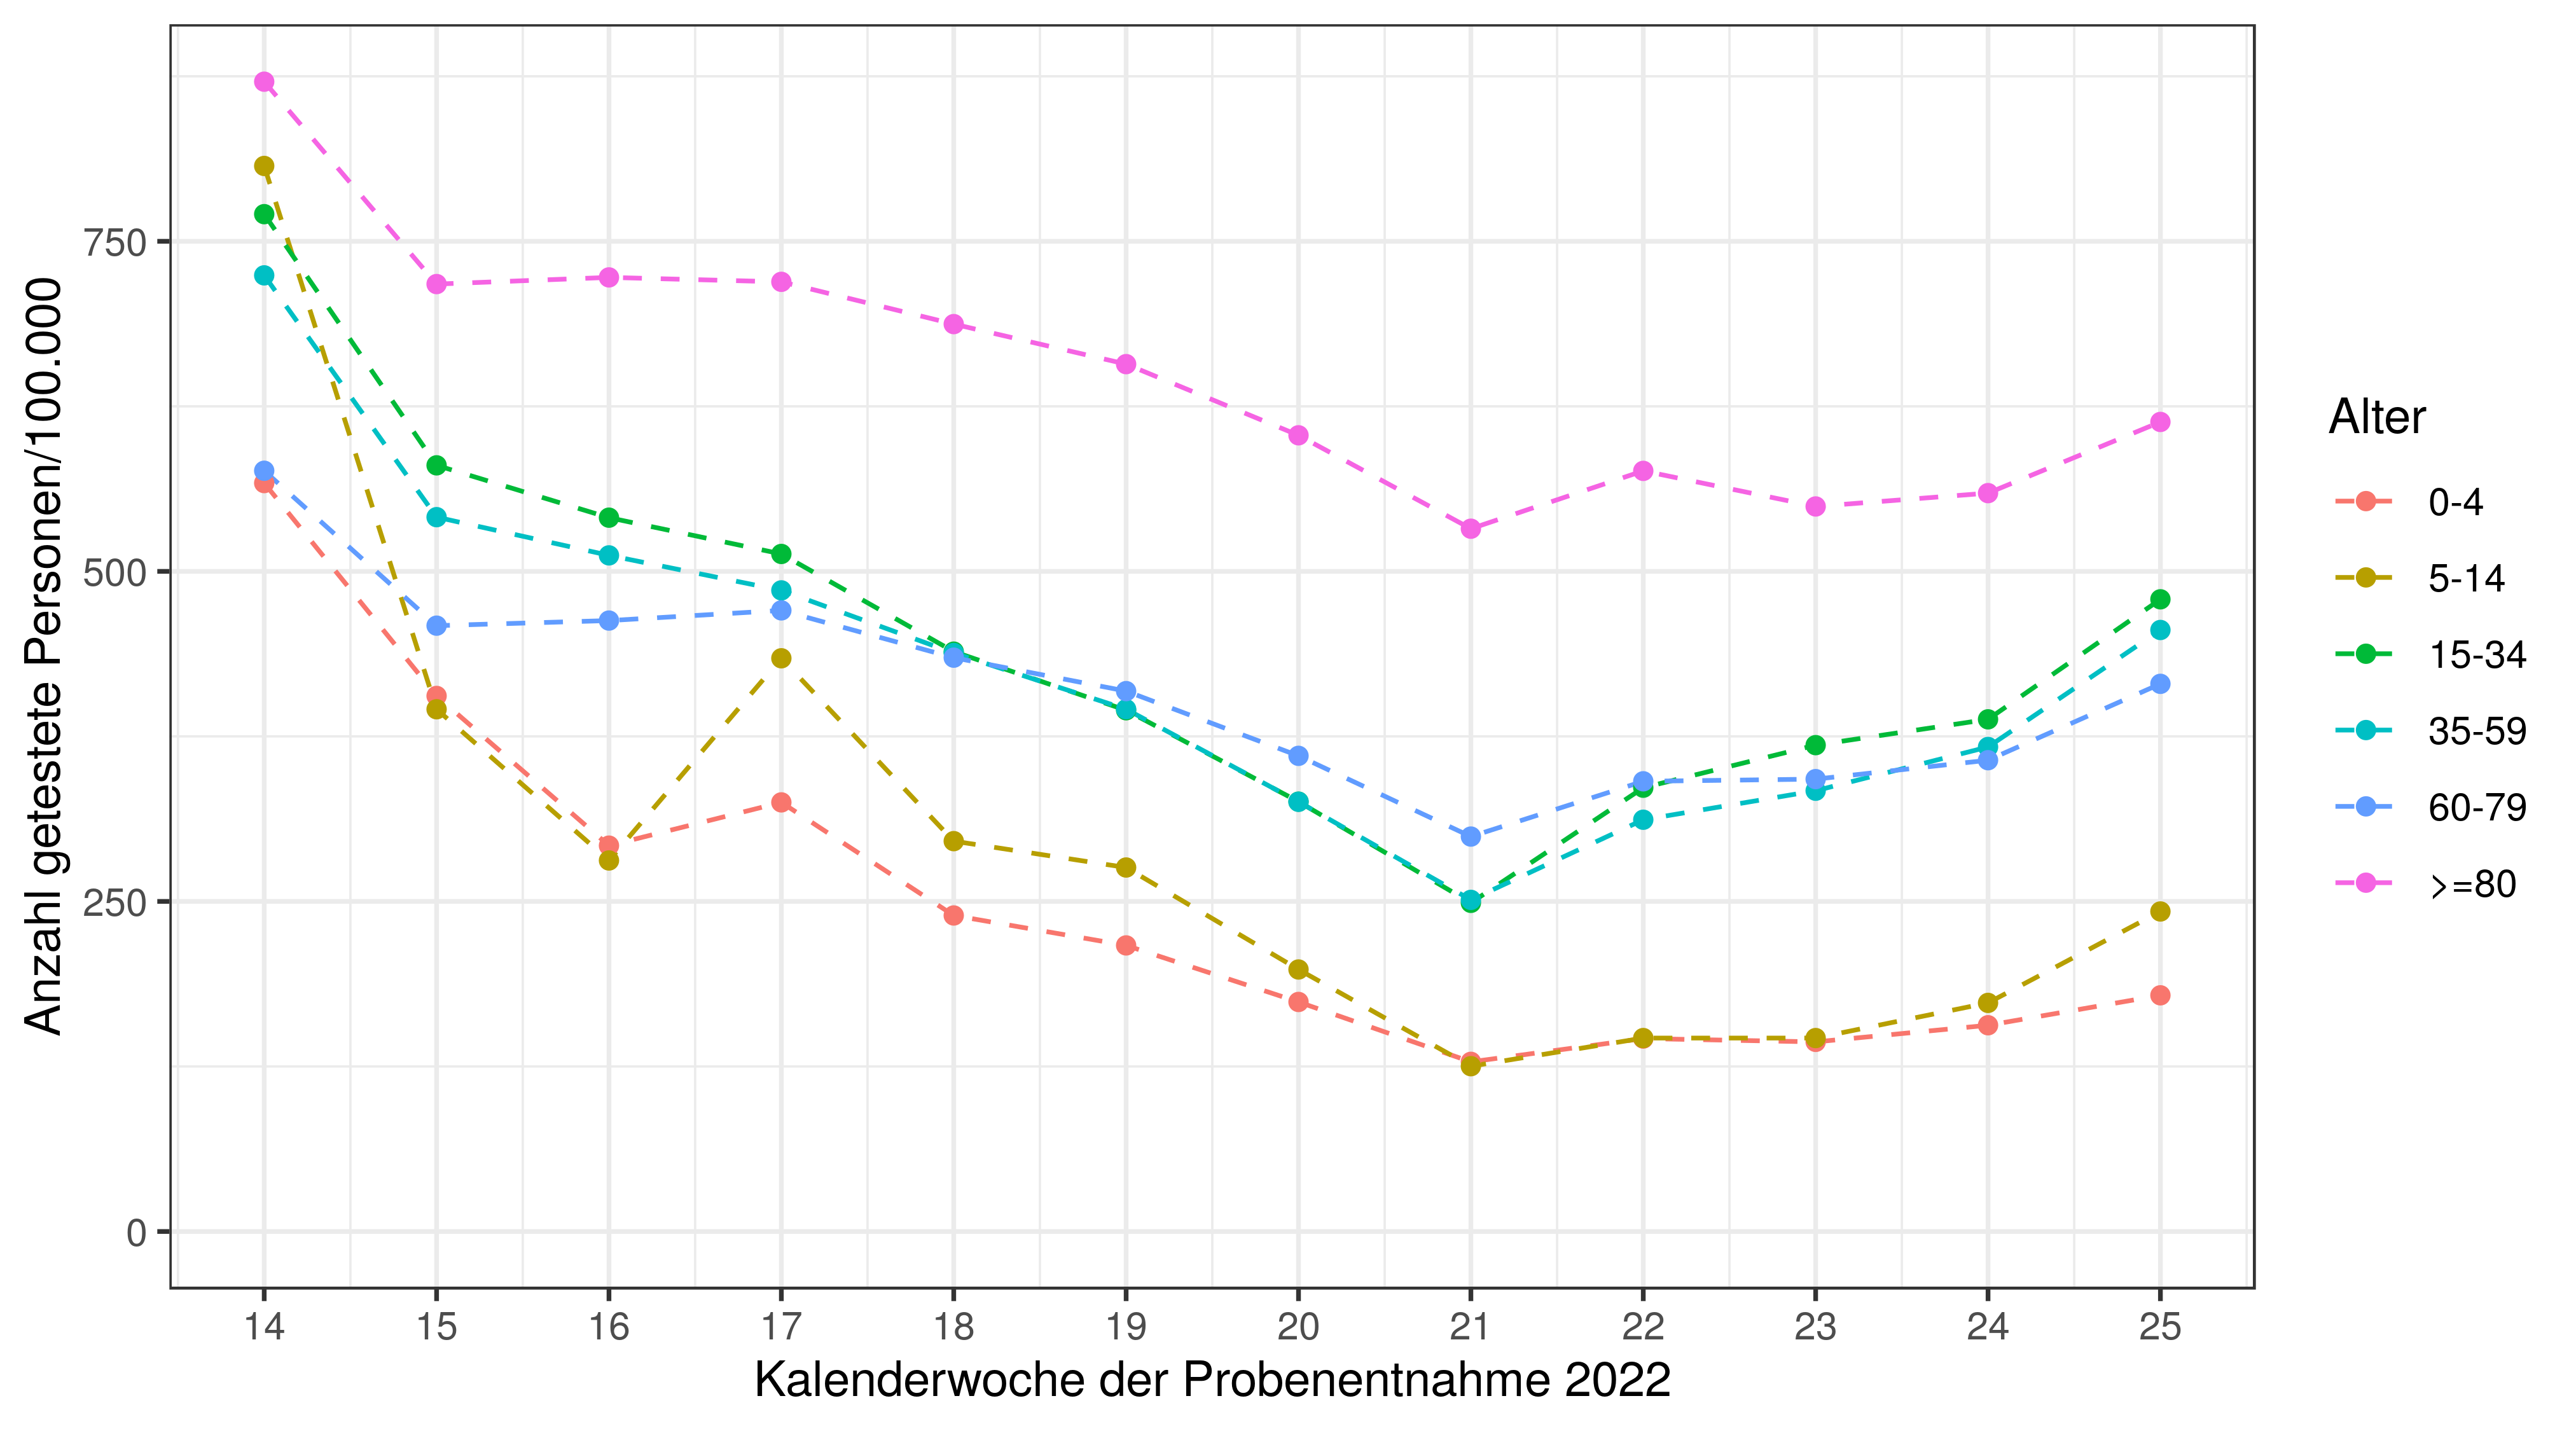 Anzahl getestete Personen/100.000
750
500
250
0
14 15 16 17 18 19 20 21 22 23 24 25
Kalenderwoche der Probenentnahme 2022
Alter
0-4
5-14
15-34
35-59
60-79
>=80